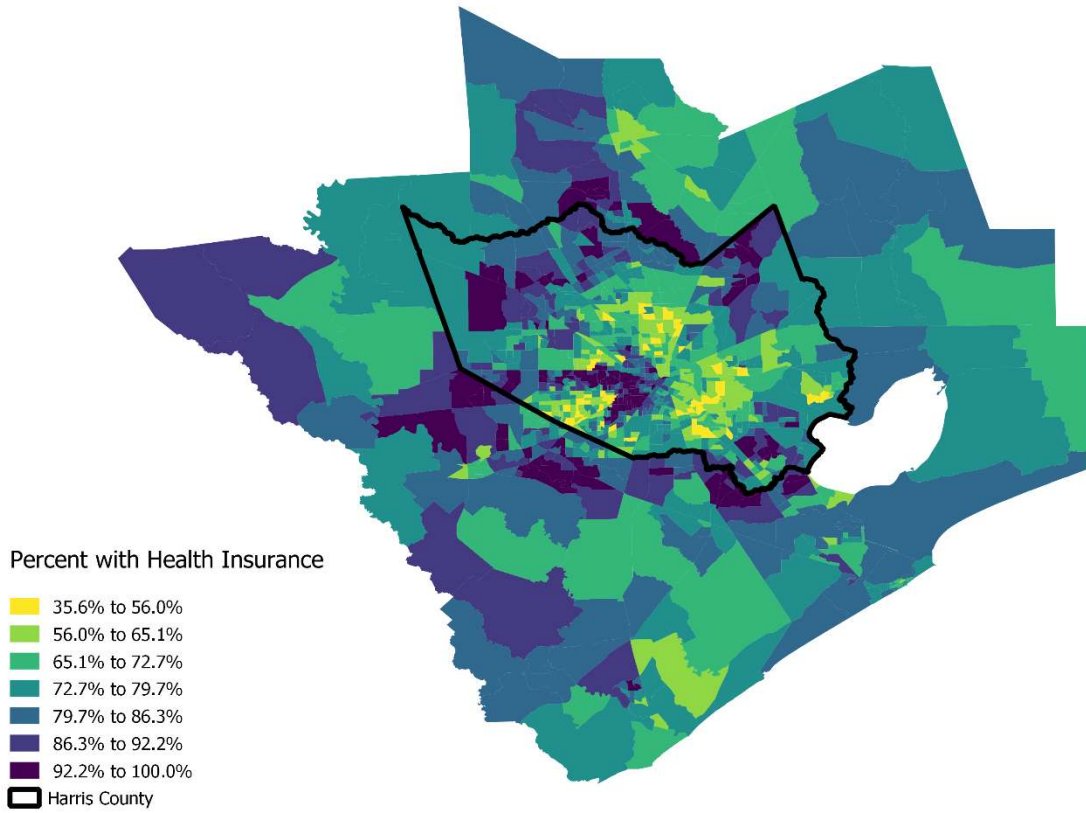 Percent with Health Insurance
35.6% to 56.0%
56.0% to 65.1%
65.1% to 72.7%
72.7% to 79.7%
79.7% to 86.3%
86.3% to 92.2%
92.2% to 100.0%
Harris County